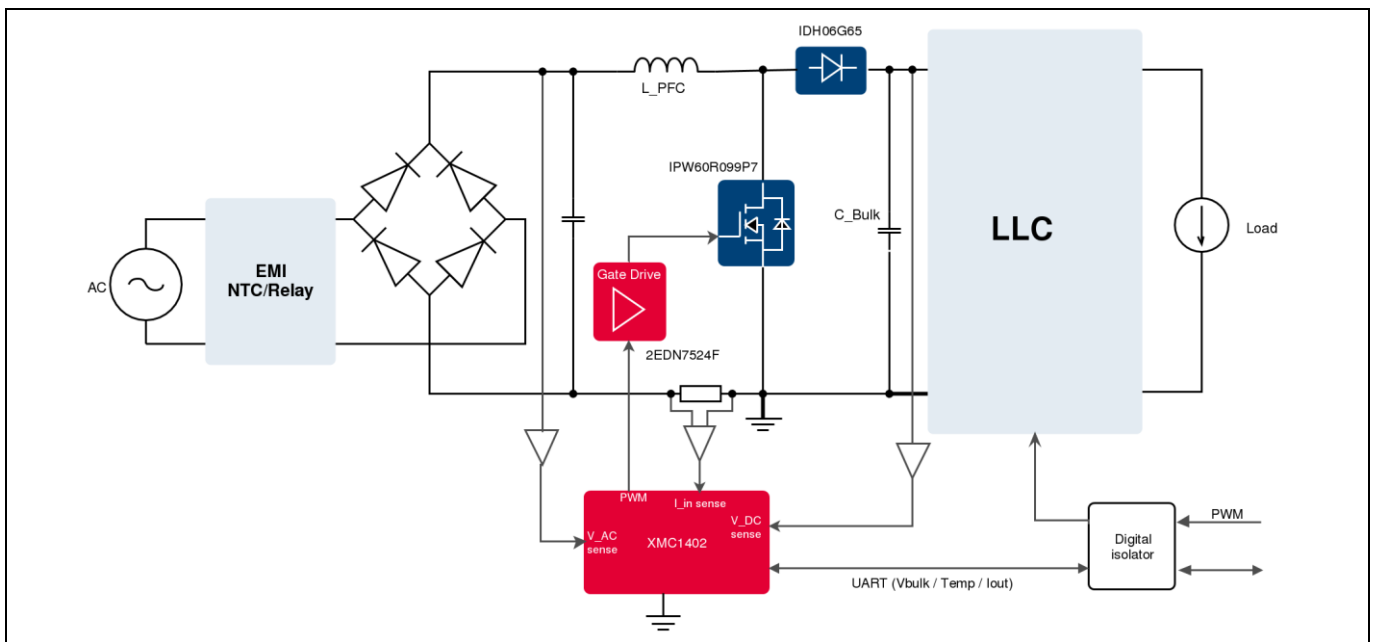 IDH06G65
L_PFC
IPW60R099P7
C_Bulk
LLC
Load
AC
EMI
NTC/Relay
Gate Drive
2EDN7524F
PWM
I_in sense
V_DC
sense
V_AC
sense
XMC1402
PWM
Digital
isolator
UART (Vbulk / Temp / Iout)